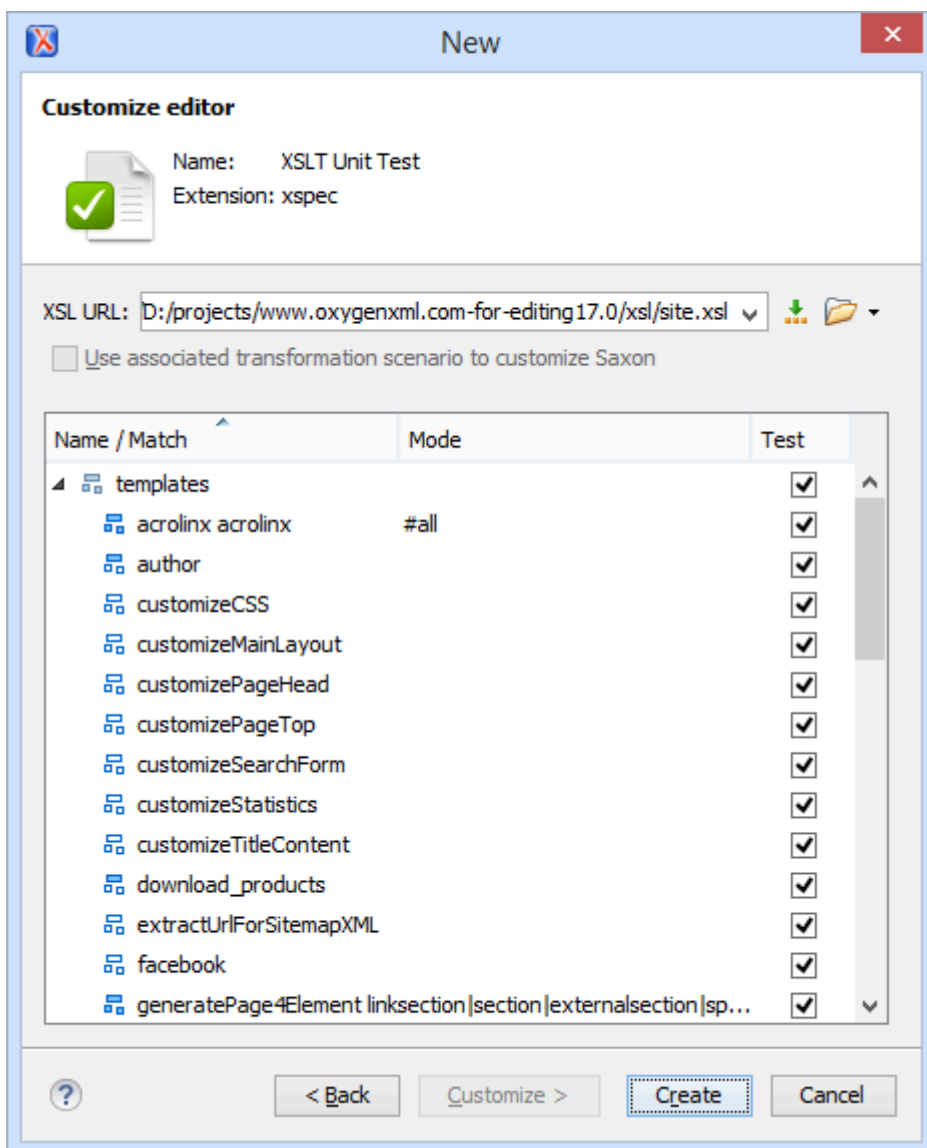 New
Customize editor
Name: XSLT Unit Test
Extension: xspec
XSL URL: D:/projects/www.oxygenxml.com-for-editing17.0/xsl/site.xsl
Use associated transformation scenario to customize Saxon
Name / Match Mode Test
templates
acrolinx acrolinx #all
author
customizeCSS
customizeMainLayout
customizePageHead
customizePageTop
customizeSearchForm
customizeStatistics
customizeTitleContent
download_products
extractUrlForSitemapXML
facebook
generatePage4Element linksection|section|externalsection|sp...
? < Back Customize > Create Cancel